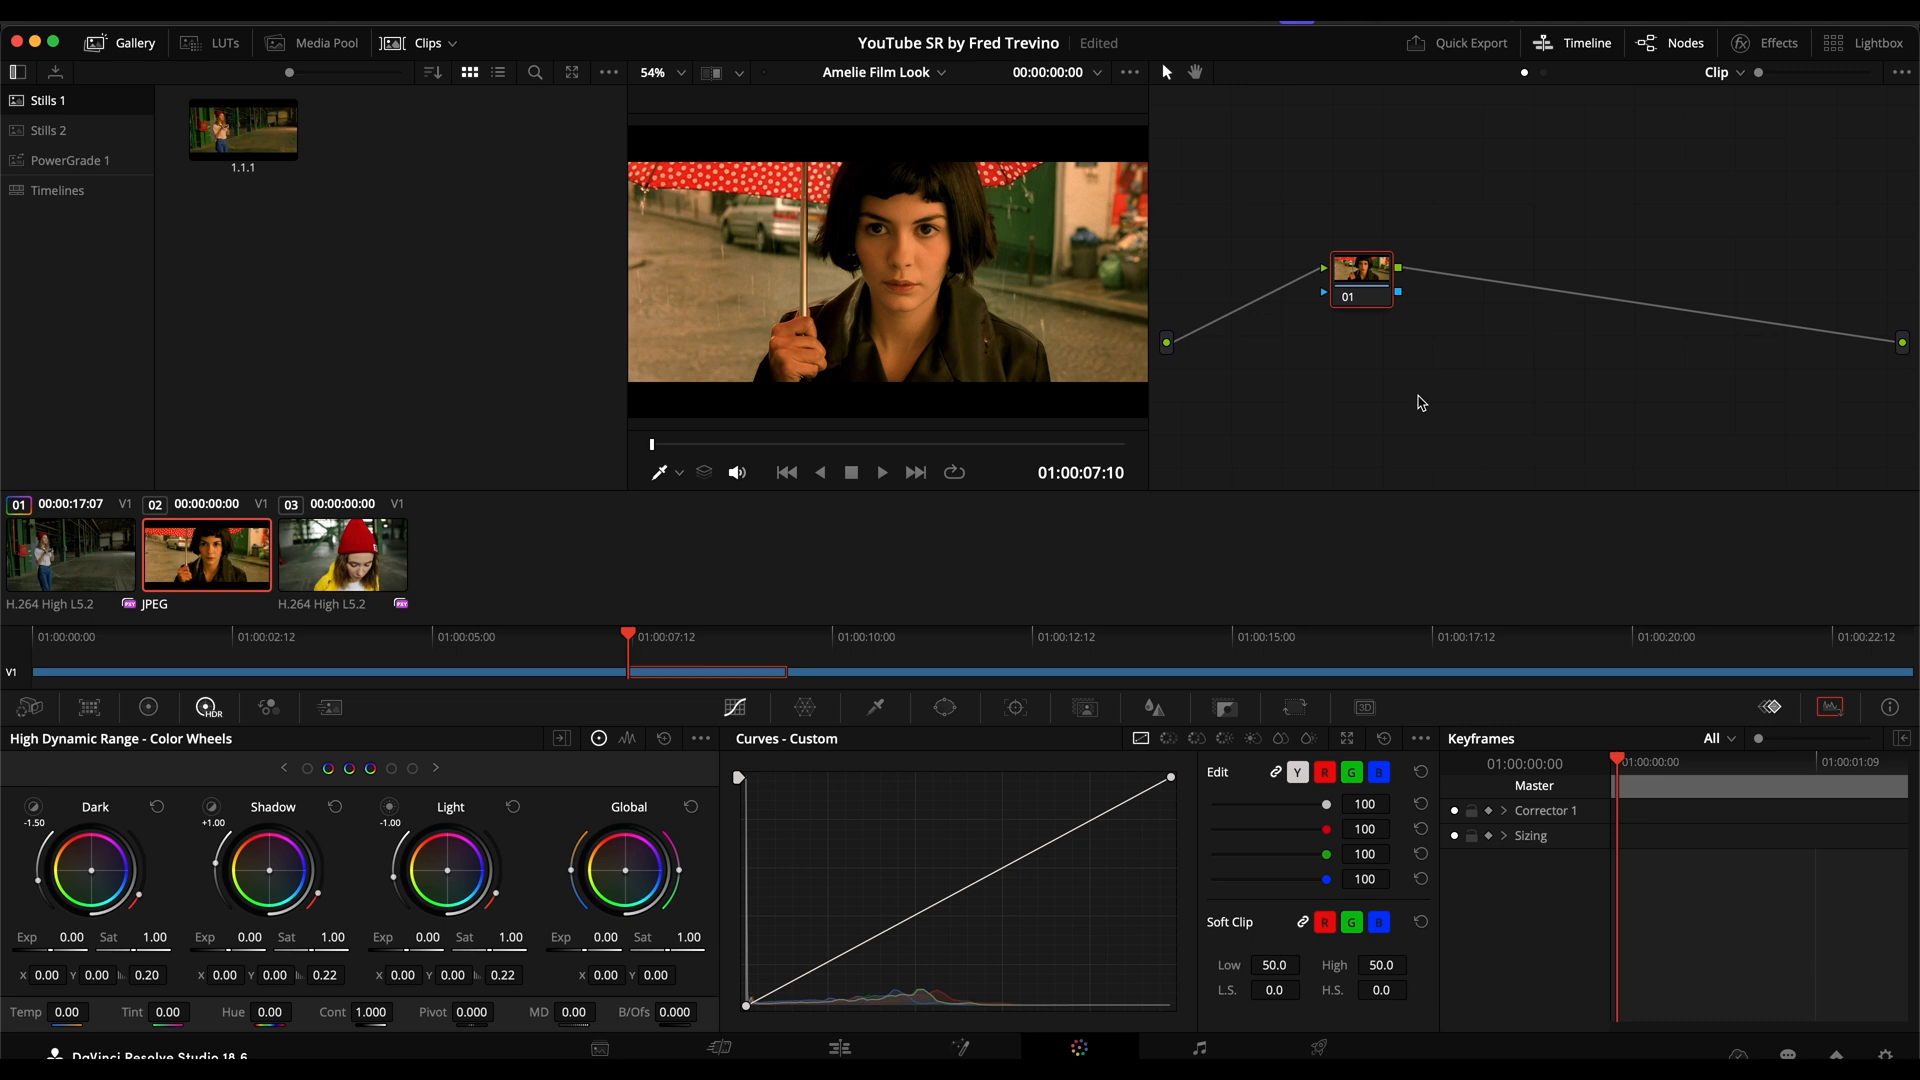 Gallery LUTs Media Pool Clips YouTube SR by Fred Trevino Edited Quick Export Timeline Nodes Effects Lightbox
54% Amelie Film Look 00:00:00:00 Clip
Stills 1
Stills 2
PowerGrade 1
Timelines
1.1.1
01
01:00:07:10
01 00:00:17:07 V1 02 00:00:00:00 V1 03 00:00:00:00 V1
H.264 High L5.2 PXY JPEG H.264 High L5.2 PXY
01:00:00:00 01:00:02:12 01:00:05:00 01:00:07:12 01:00:10:00 01:00:12:12 01:00:15:00 01:00:17:12 01:00:20:00 01:00:22:12
V1
HDR 3D
High Dynamic Range - Color Wheels Curves - Custom Keyframes All
Dark Shadow Light Global
-1.50 +1.00 -1.00
Exp 0.00 Sat 1.00 Exp 0.00 Sat 1.00 Exp 0.00 Sat 1.00 Exp 0.00 Sat 1.00
X 0.00 Y 0.00 0.20 X 0.00 Y 0.00 0.22 X 0.00 Y 0.00 0.22 X 0.00 Y 0.00
Temp 0.00 Tint 0.00 Hue 0.00 Cont 1.000 Pivot 0.000 MD 0.00 B/Ofs 0.000
Edit Y R G B
100
100
100
100
Soft Clip R G B
Low 50.0 High 50.0
L.S. 0.0 H.S. 0.0
01:00:00:00 01:00:00:00 01:00:01:09
Master
Corrector 1
Sizing
DaVinci Resolve Studio 18.6